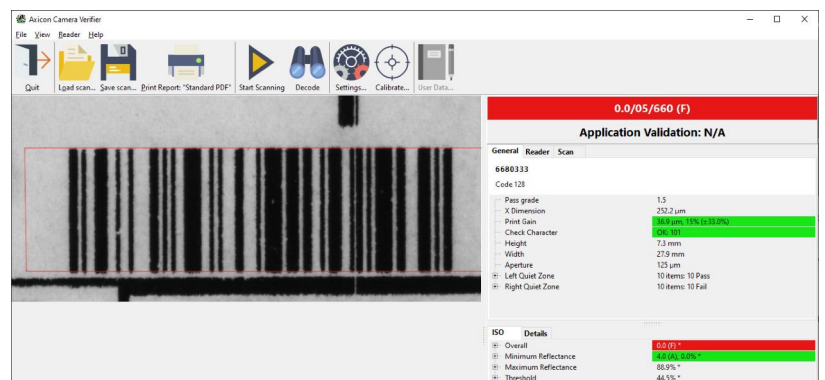 Axicon Camera Verifier
File View Reader Help
Quit Load scan... Save scan... Print Report: "Standard PDF" Start Scanning Decode Settings... Calibrate... User Data...
0.0/05/660 (F)
Application Validation: N/A
General Reader Scan
6680333
Code 128
Pass grade 1.5
X Dimension 252.2 µm
Print Gain 36.9 µm, 15% (±33.0%)
Check Character OK: 101
Height 7.3 mm
Width 27.9 mm
Aperture 125 µm
Left Quiet Zone 10 items: 10 Pass
Right Quiet Zone 10 items: 10 Fail
ISO Details
Overall 0.0 (F) *
Minimum Reflectance 4.0 (A), 0.0% *
Maximum Reflectance 88.9% *
Threshold 44.5% *